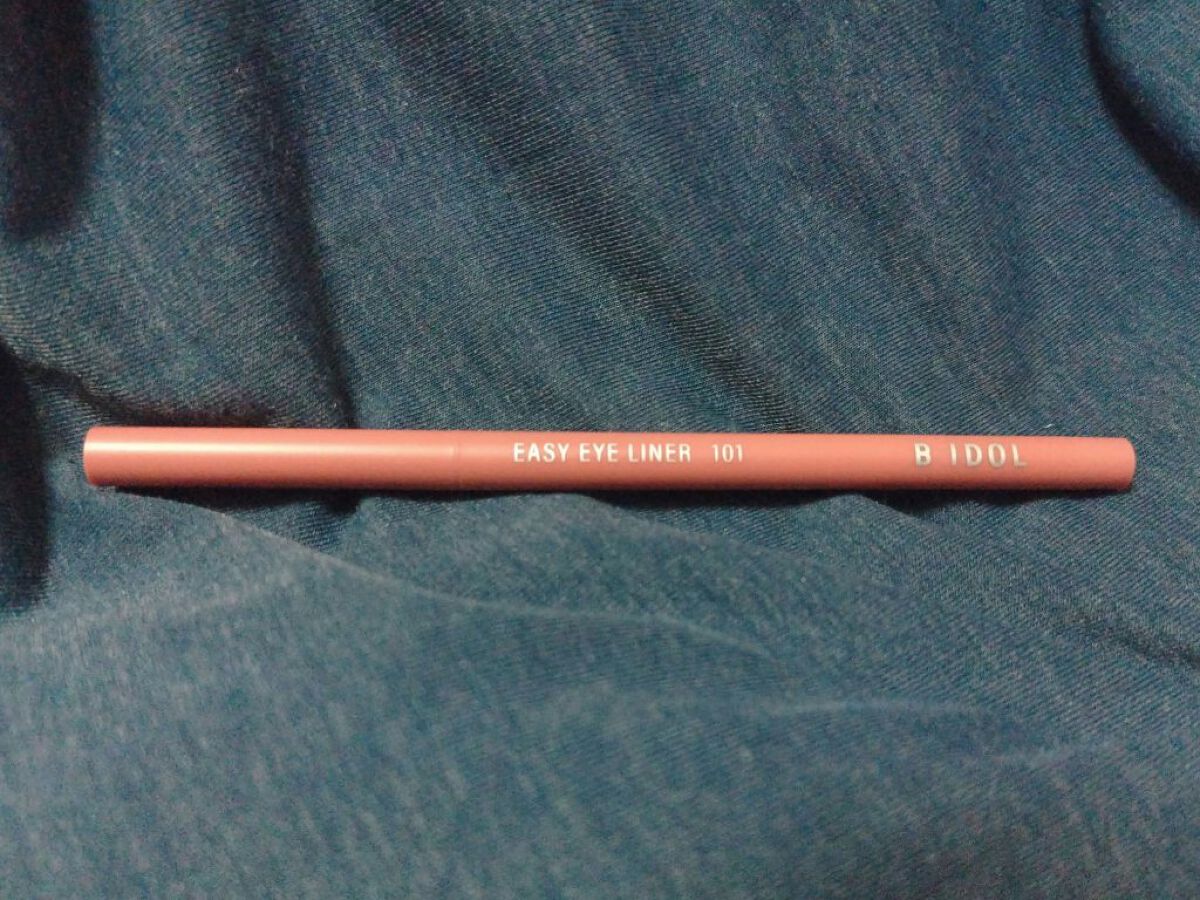 EASY EYE LINER 101 B IDOL